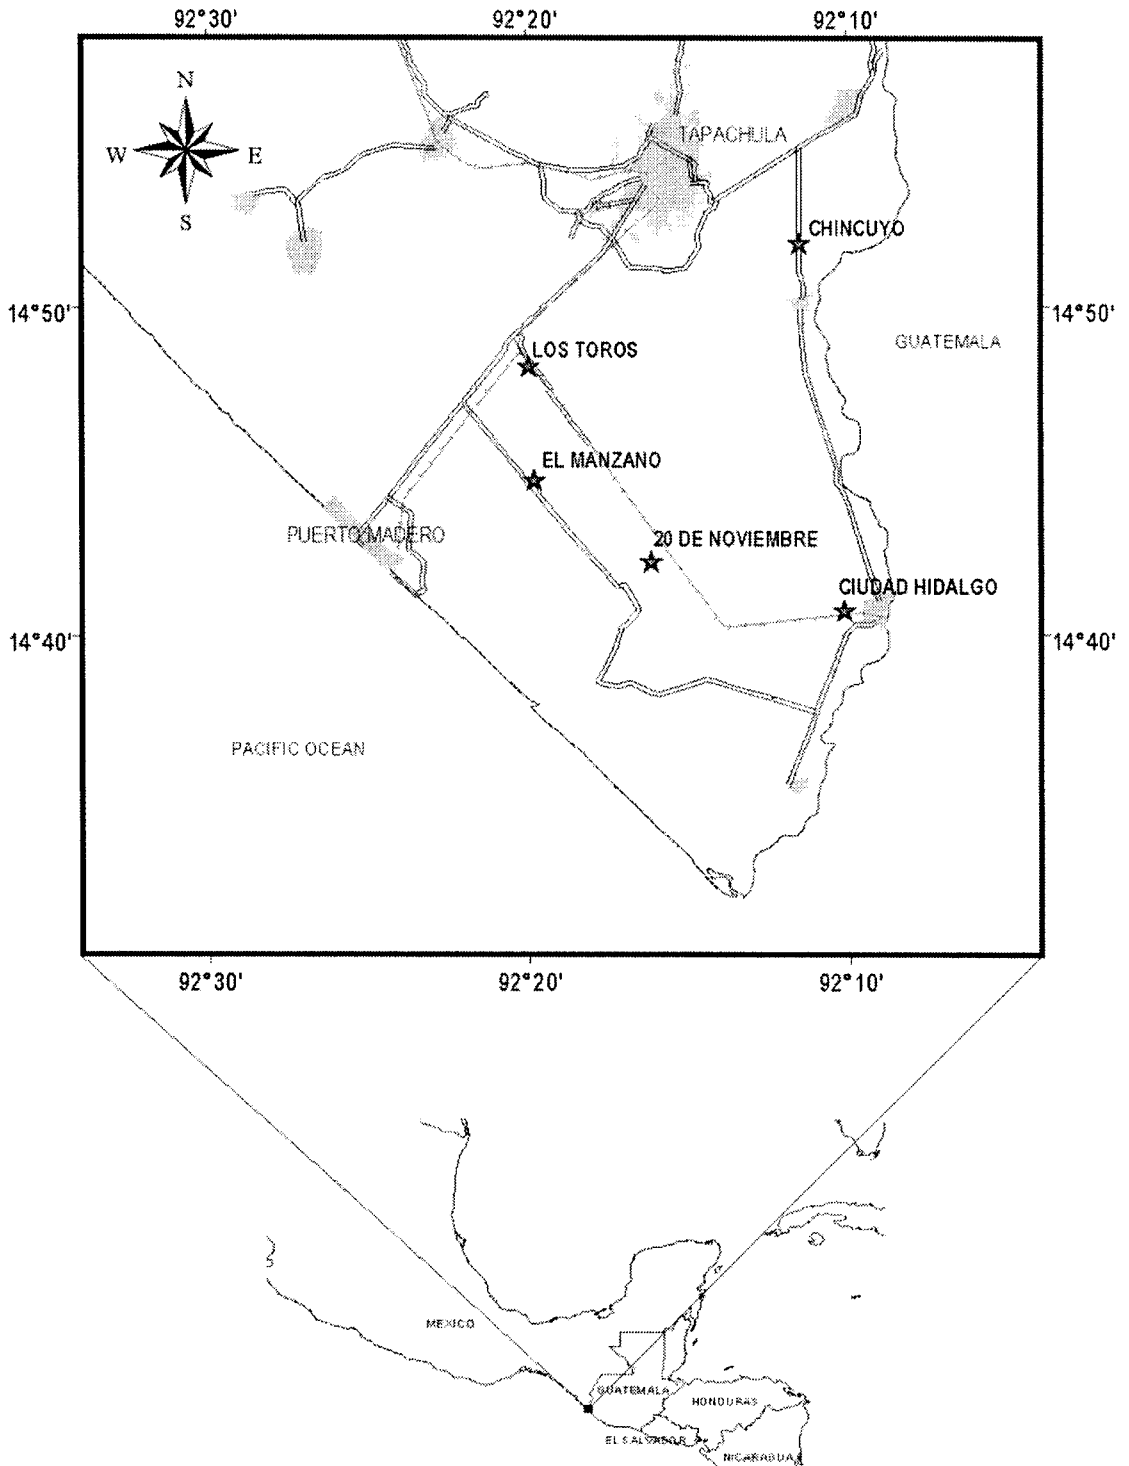 92°30' 92°20' 92°10'
N
W E
S
TAPACHULA
CHINCUYO
14°50' 14°50'
GUATEMALA
LOS TOROS
EL MANZANO
PUERTO MADERO
20 DE NOVIEMBRE
CIUDAD HIDALGO
14°40' 14°40'
PACIFIC OCEAN
92°30' 92°20' 92°10'
MEXICO
GUATEMALA
HONDURAS
EL SALVADOR
NICARAGUA